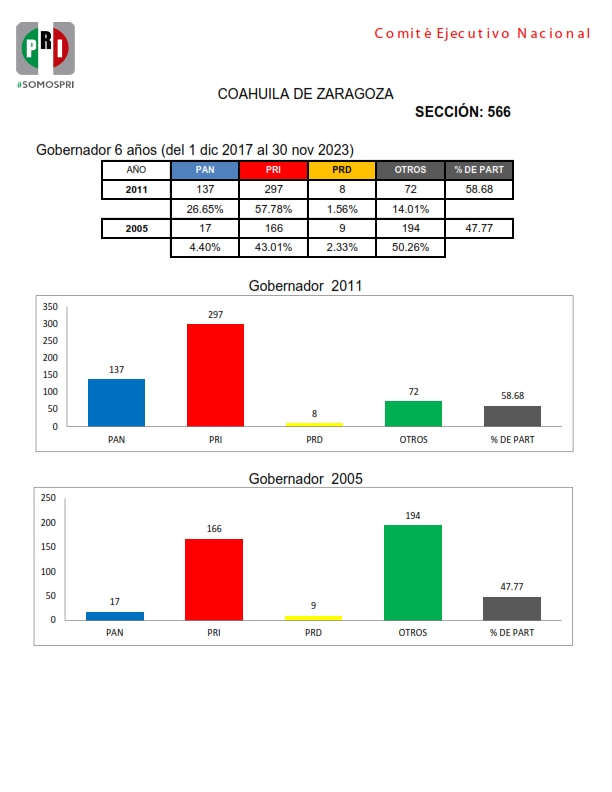 PRI
#SOMOSPRI
Comité Ejecutivo Nacional
COAHUILA DE ZARAGOZA
SECCIÓN: 566
Gobernador 6 años (del 1 dic 2017 al 30 nov 2023)
AÑO PAN PRI PRD OTROS % DE PART
2011 137 297 8 72 58.68
26.65% 57.78% 1.56% 14.01%
2005 17 166 9 194 47.77
4.40% 43.01% 2.33% 50.26%
Gobernador 2011
350
300
250
200
150
100
50
0
137
297
8
72
58.68
PAN PRI PRD OTROS % DE PART
Gobernador 2005
250
200
150
100
50
0
17
166
9
194
47.77
PAN PRI PRD OTROS % DE PART